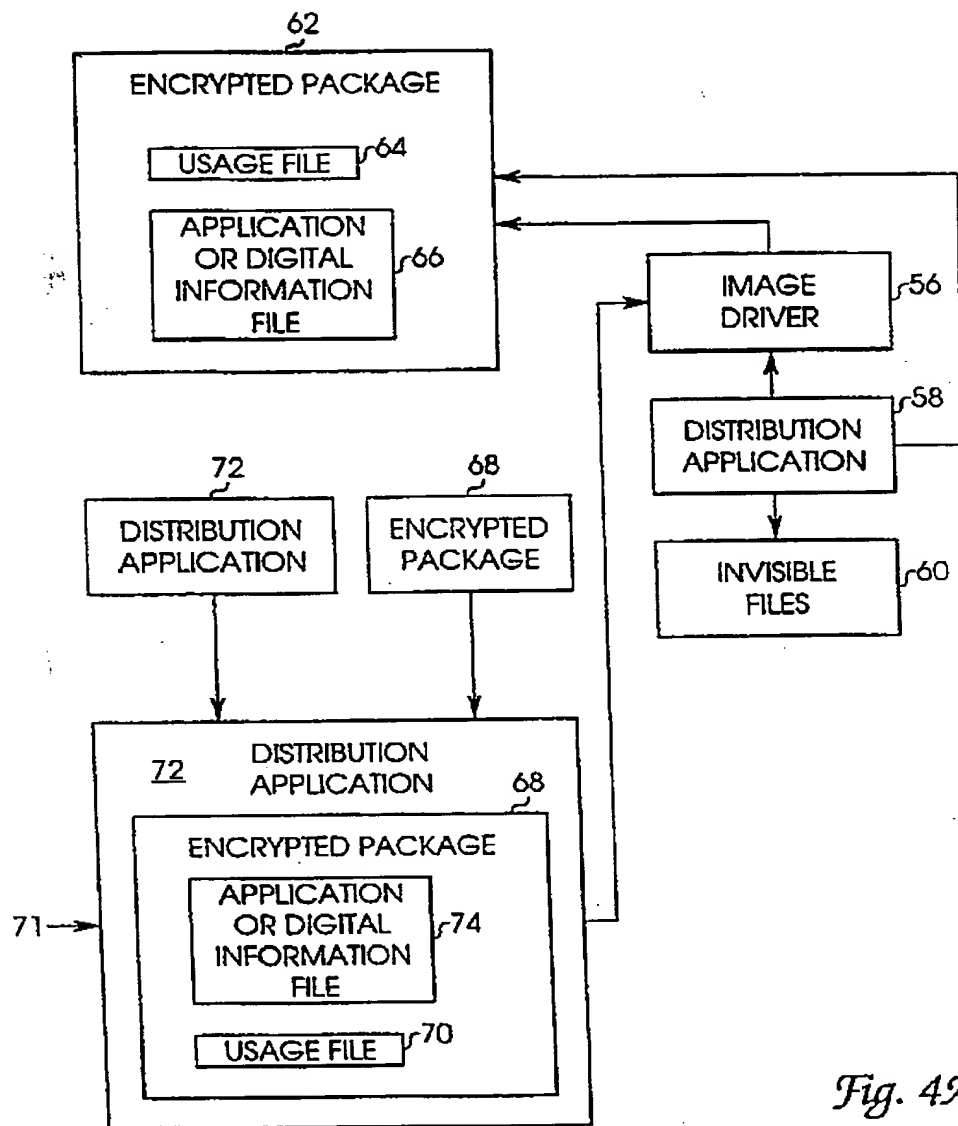 62
ENCRYPTED PACKAGE
USAGE FILE
64
APPLICATION
OR DIGITAL
INFORMATION
FILE
66
IMAGE
DRIVER
56
DISTRIBUTION
APPLICATION
58
INVISIBLE
FILES
60
72
DISTRIBUTION
APPLICATION
68
ENCRYPTED
PACKAGE
72
DISTRIBUTION
APPLICATION
68
ENCRYPTED PACKAGE
APPLICATION
OR DIGITAL
INFORMATION
FILE
74
71
USAGE FILE
70
Fig.